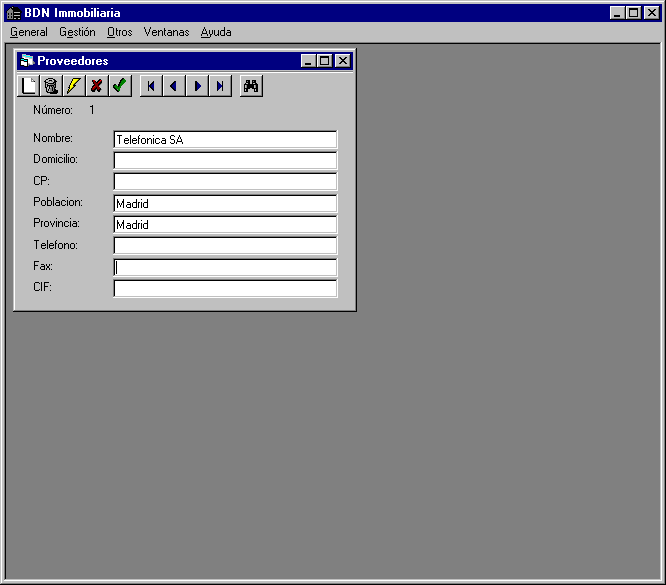 BDN Immobiliaria
General Gestión Otros Ventanas Ayuda
Proveedores
Número: 1
Nombre: Telefonica SA
Domicilio:
CP:
Poblacion: Madrid
Provincia: Madrid
Telefono:
Fax:
CIF: